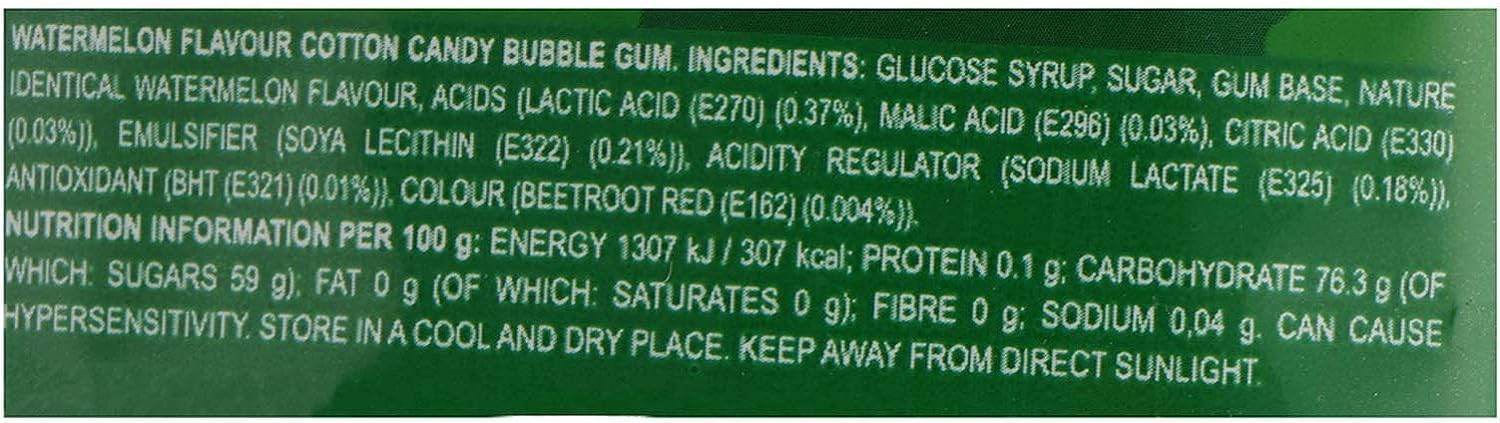 WATERMELON FLAVOUR COTTON CANDY BUBBLE GUM. INGREDIENTS: GLUCOSE SYRUP, SUGAR, GUM BASE, NATURE
IDENTICAL WATERMELON FLAVOUR, ACIDS (LACTIC ACID (E270) (0.37%), MALIC ACID (E296) (0.03%), CITRIC ACID (E330)
(0.03%)), EMULSIFIER (SOYA LECITHIN (E322) (0.21%)), ACIDITY REGULATOR (SODIUM LACTATE (E325) (0.18%)),
ANTIOXIDANT (BHT (E321) (0.01%)), COLOUR (BEETROOT RED (E162) (0.004%)).
NUTRITION INFORMATION PER 100 g: ENERGY 1307 kJ / 307 kcal; PROTEIN 0.1 g; CARBOHYDRATE 76.3 g (OF
WHICH: SUGARS 59 g); FAT 0 g (OF WHICH: SATURATES 0 g); FIBRE 0 g; SODIUM 0,04 g. CAN CAUSE
HYPERSENSITIVITY. STORE IN A COOL AND DRY PLACE. KEEP AWAY FROM DIRECT SUNLIGHT.